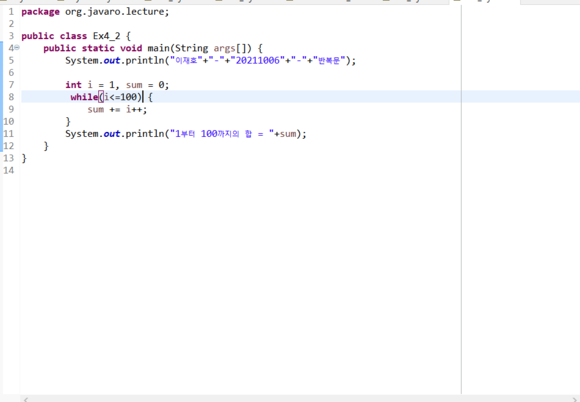 1 package org.javaro.lecture;
2
3 public class Ex4_2 {
4 public static void main(String args[]) {
5 System.out.println("이재호"+"-"+"20211006"+"-"+"반복문");
6
7 int i = 1, sum = 0;
8 while(i<=100) {
9 sum += i++;
10 }
11 System.out.println("1부터 100까지의 합 = "+sum);
12 }
13 }
14